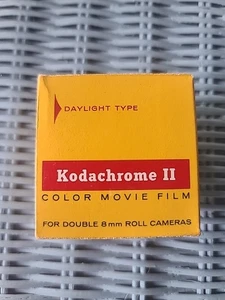 DAYLIGHT TYPE
Kodachrome II
COLOR MOVIE FILM
FOR DOUBLE 8mm ROLL CAMERAS